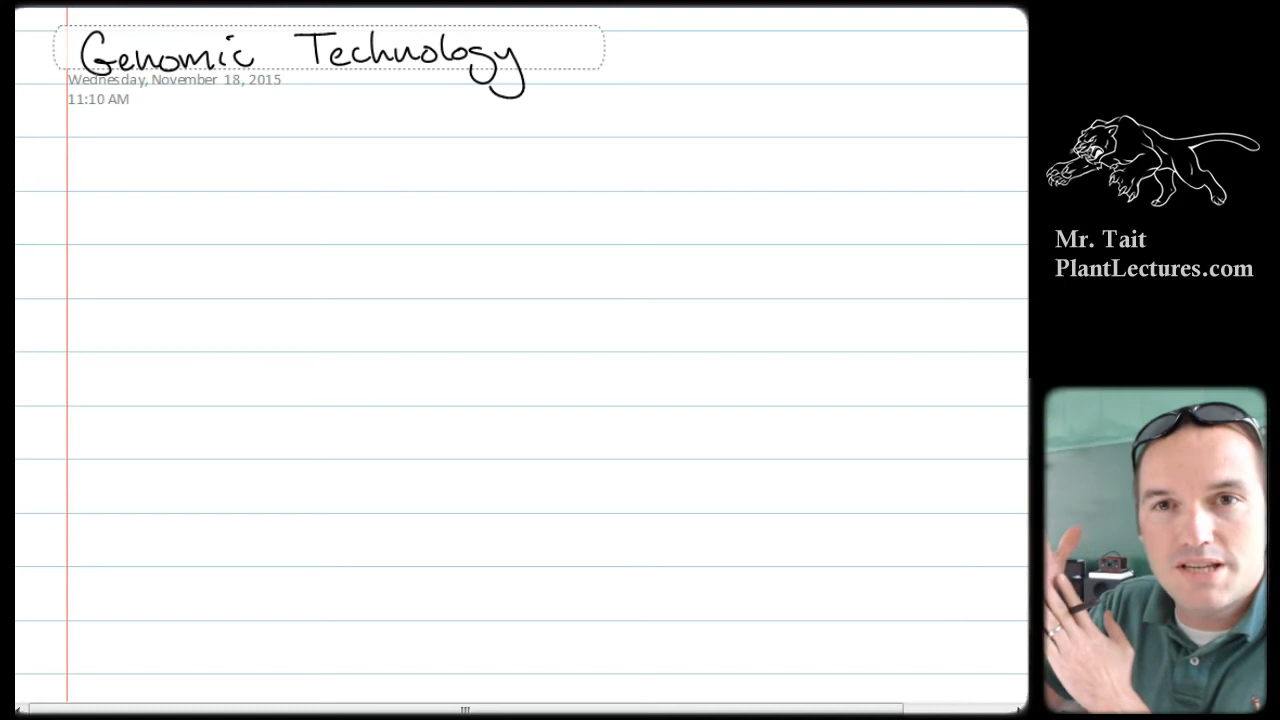 Genomic Technology
Wednesday, November 18, 2015
11:10 AM
Mr. Tait
PlantLectures.com